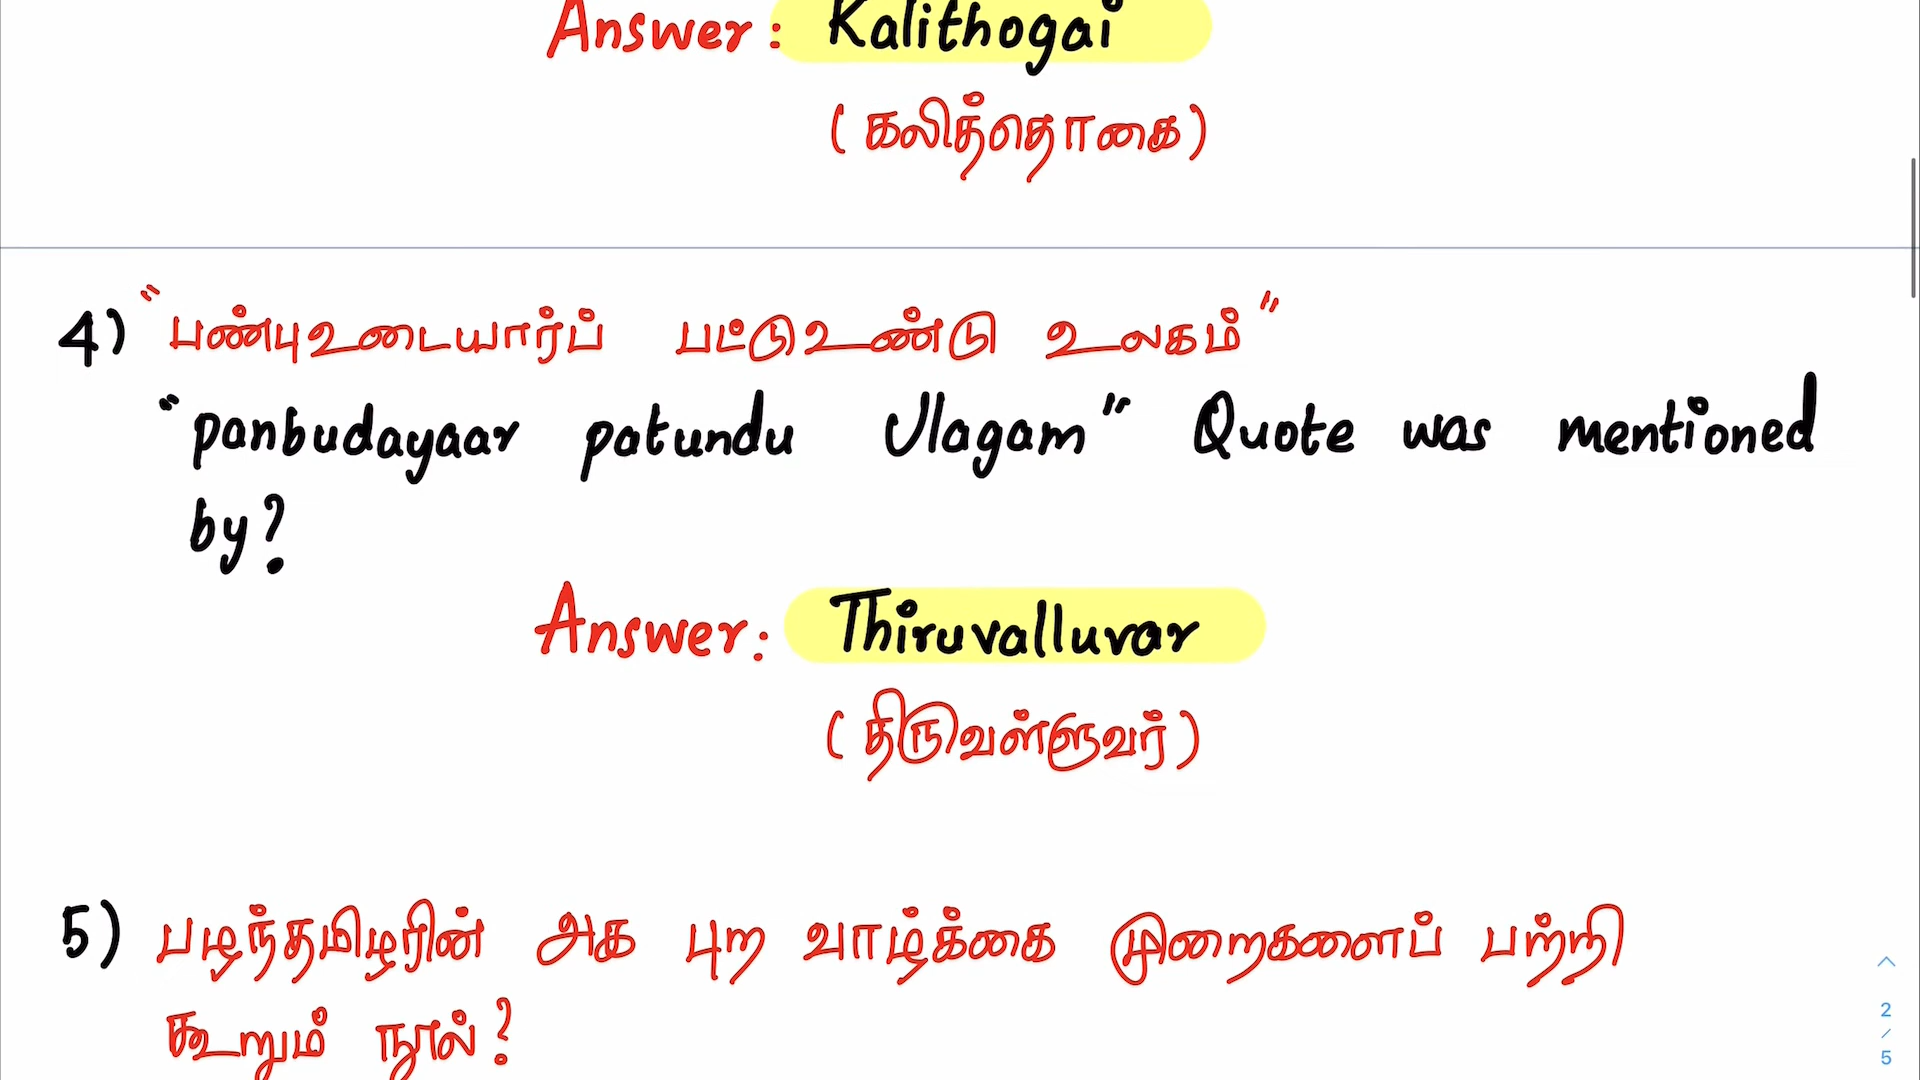 Answer: Kalithogai
(கலித்தொகை)
4) "பண்புஉடையார்ப் பட்டுஉண்டு உலகம்"
"panbudayaar patundu Ulagam" Quote was mentioned
by?
Answer: Thiruvalluvar
(திருவள்ளுவர்)
5) பழந்தமிழரின் அக புற வாழ்க்கை முறைகளைப் பற்றி
கூறும் நூல்?
2
/
5